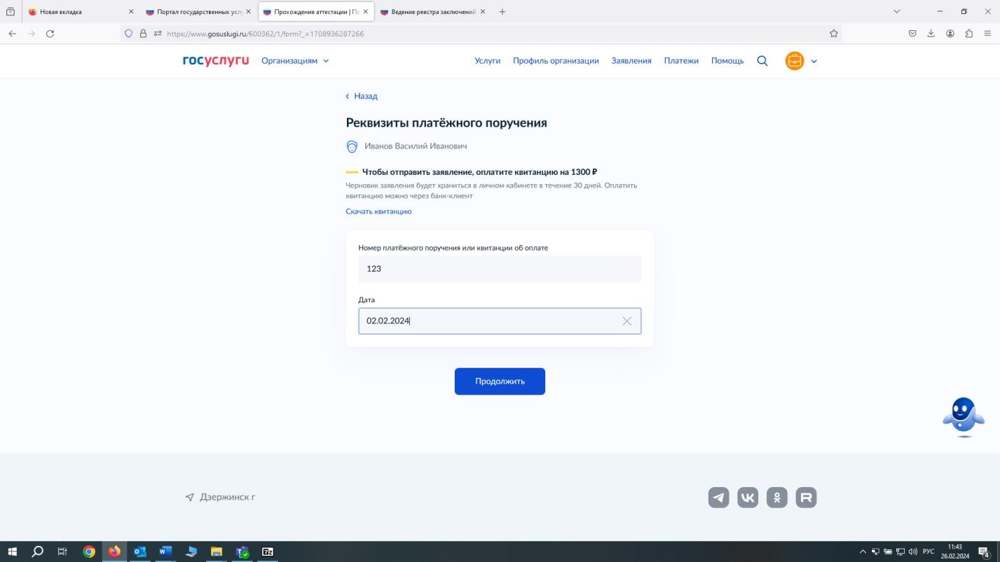 Новая вкладка
Портал государственных услу
Прохождение аттестации | По
Ведение реестра заключений
https://www.gosuslugi.ru/600362/1/form?_=1708936287266
госуслуги
Организациям
Услуги
Профиль организации
Заявления
Платежи
Помощь
Назад
Реквизиты платёжного поручения
Иванов Василий Иванович
Чтобы отправить заявление, оплатите квитанцию на 1300 ₽
Черновик заявления будет храниться в личном кабинете в течение 30 дней. Оплатить
квитанцию можно через банк-клиент
Скачать квитанцию
Номер платёжного поручения или квитанции об оплате
123
Дата
02.02.2024
Продолжить
Дзержинск г
РУС
11:43
26.02.2024
4